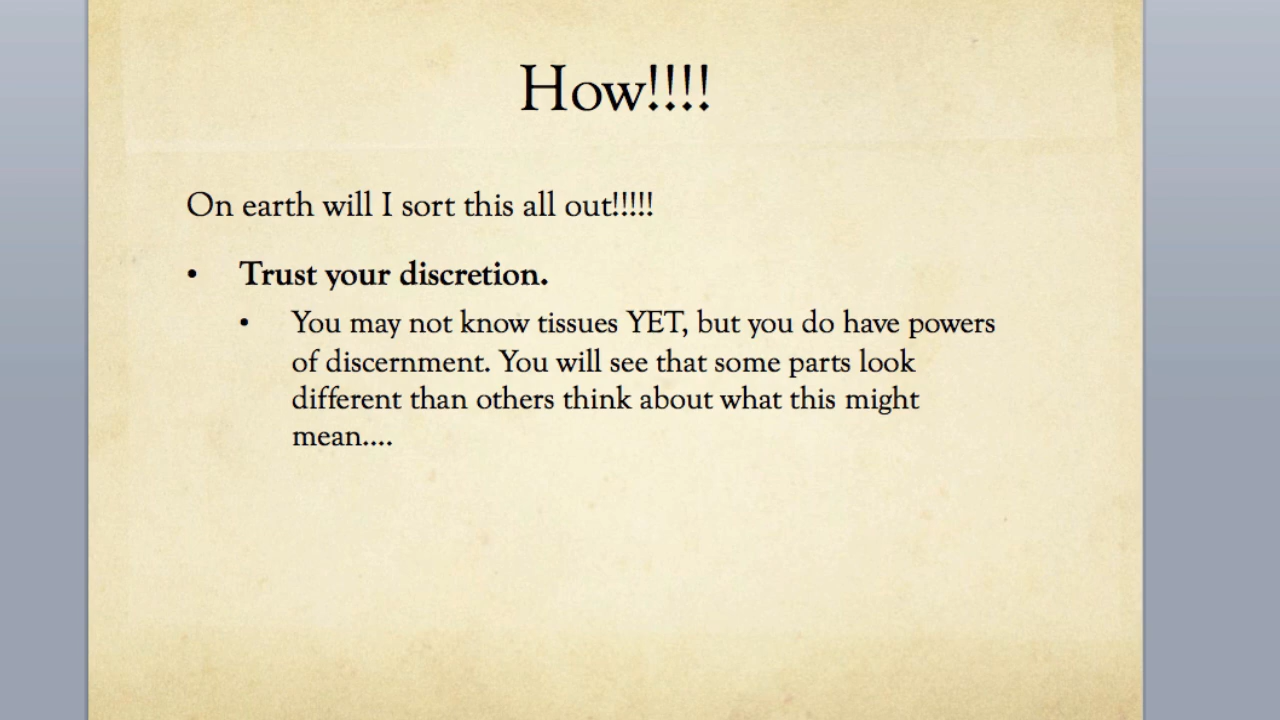 How!!!!
On earth will I sort this all out!!!!!
• Trust your discretion.
• You may not know tissues YET, but you do have powers
of discernment. You will see that some parts look
different than others think about what this might
mean....